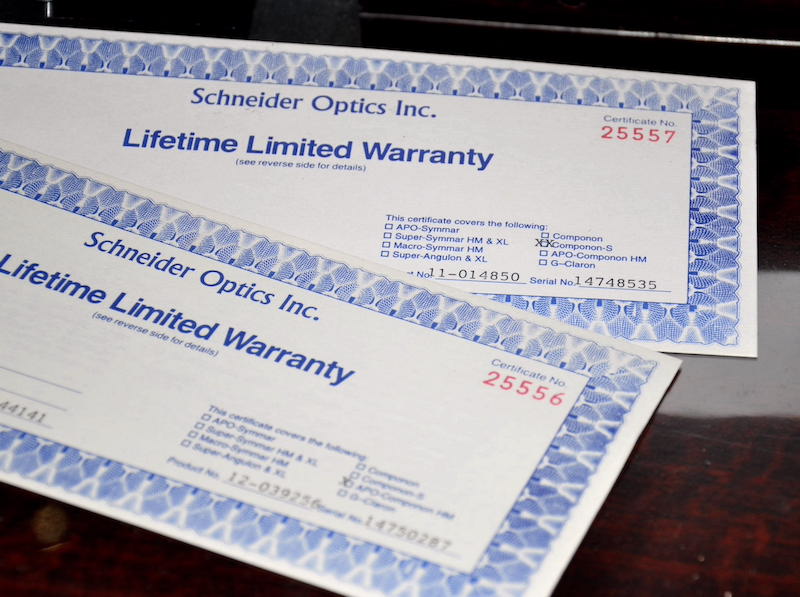 Schneider Optics Inc.
Certificate No.
25557
Lifetime Limited Warranty
(see reverse side for details)
This certificate covers the following:
☐ APO-Symmar
☐ Super-Symmar HM & XL
☐ Macro-Symmar HM
☐ Super-Angulon & XL
☐ Componon
XX Componon-S
☐ APO-Componon HM
☐ G-Claron
No. 11-014850 Serial No. 14748535
Schneider Optics Inc.
Certificate No.
25556
Lifetime Limited Warranty
(see reverse side for details)
44141
This certificate covers the following:
☐ APO-Symmar
☐ Super-Symmar HM & XL
☐ Macro-Symmar HM
☐ Super-Angulon & XL
☐ Componon
☐ Componon-S
X APO-Componon HM
☐ G-Claron
Product No. 12-039256 Serial No. 14750287